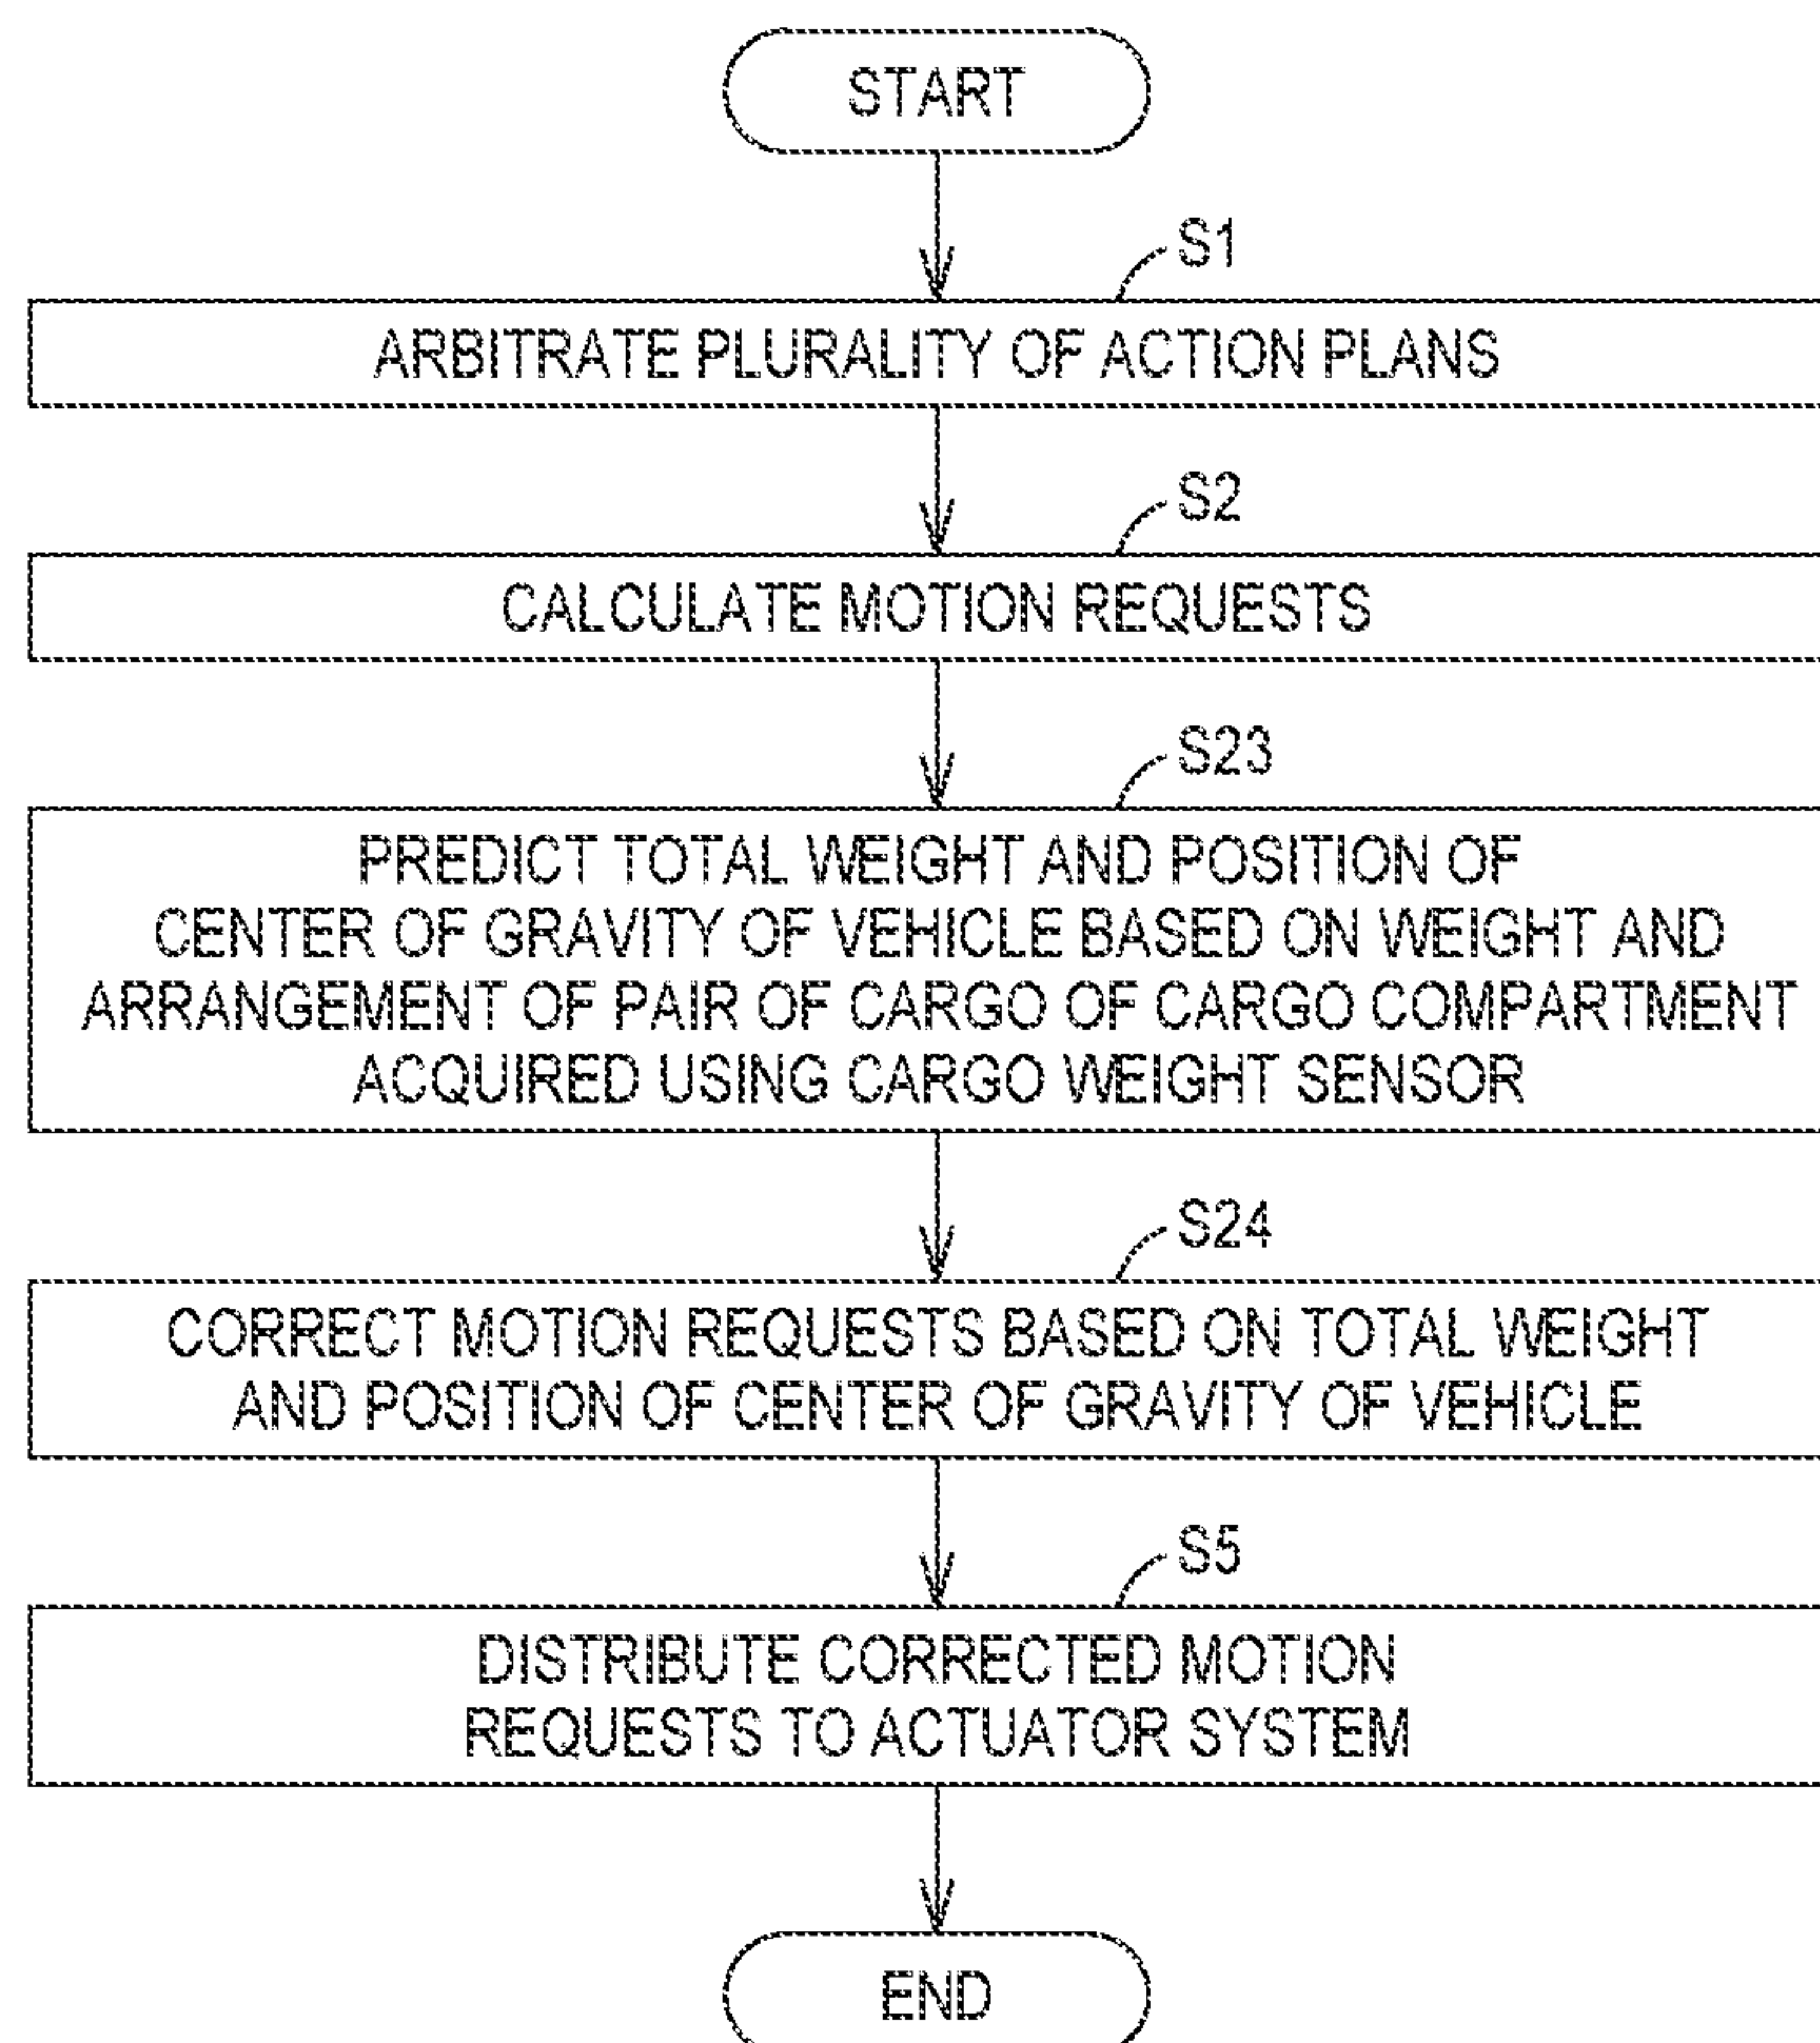 START
S1
ARBITRATE PLURALITY OF ACTION PLANS
S2
CALCULATE MOTION REQUESTS
S23
PREDICT TOTAL WEIGHT AND POSITION OF
CENTER OF GRAVITY OF VEHICLE BASED ON WEIGHT AND
ARRANGEMENT OF PAIR OF CARGO OF CARGO COMPARTMENT
ACQUIRED USING CARGO WEIGHT SENSOR
S24
CORRECT MOTION REQUESTS BASED ON TOTAL WEIGHT
AND POSITION OF CENTER OF GRAVITY OF VEHICLE
S5
DISTRIBUTE CORRECTED MOTION
REQUESTS TO ACTUATOR SYSTEM
END